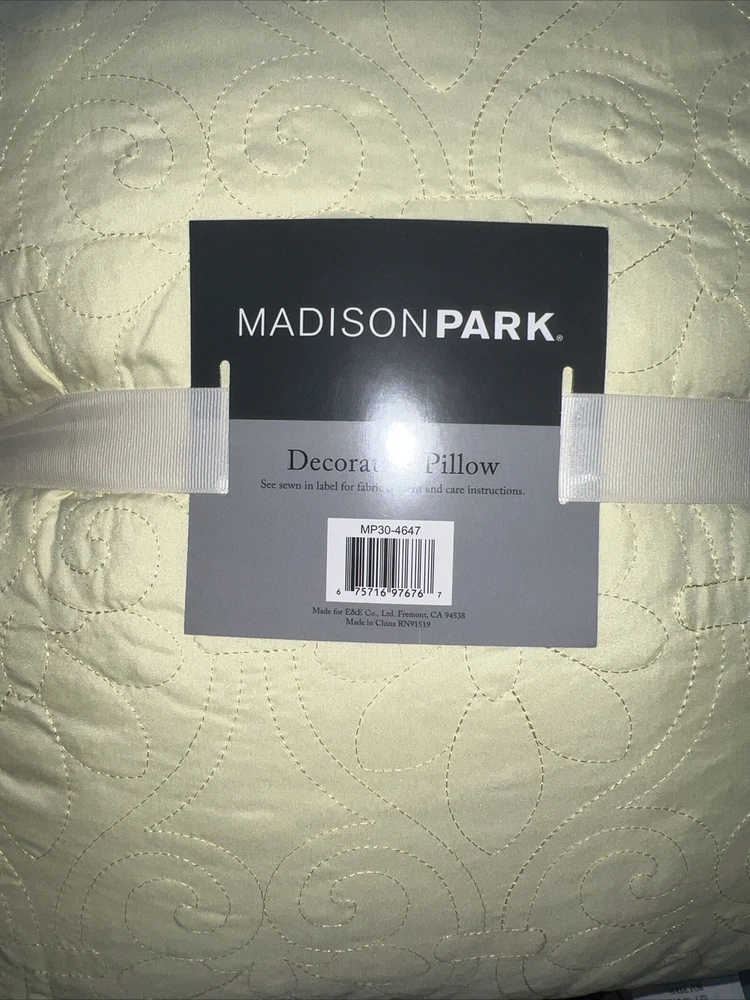 MADISONPARK®
Pillow
See sewn in label for fabric and care instructions.
MP30-4647
6 75716 97676 7
Made for E&E Co., Ltd. Fremont, CA 94538
Made in China RN91519